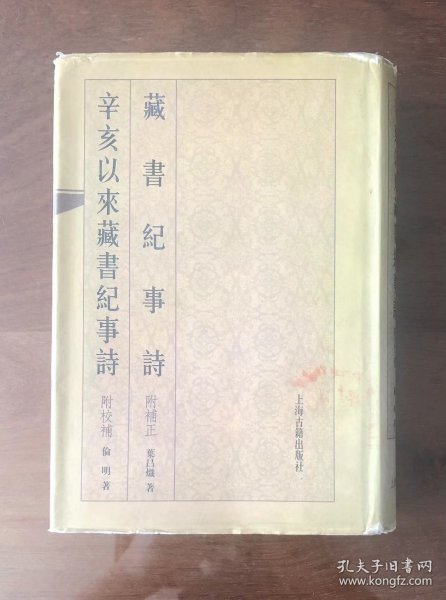 藏書紀事詩 附補正 葉昌熾 著
辛亥以來藏書紀事詩 附校補 倫明 著
上海古籍出版社
孔夫子旧书网
www.kongfz.com